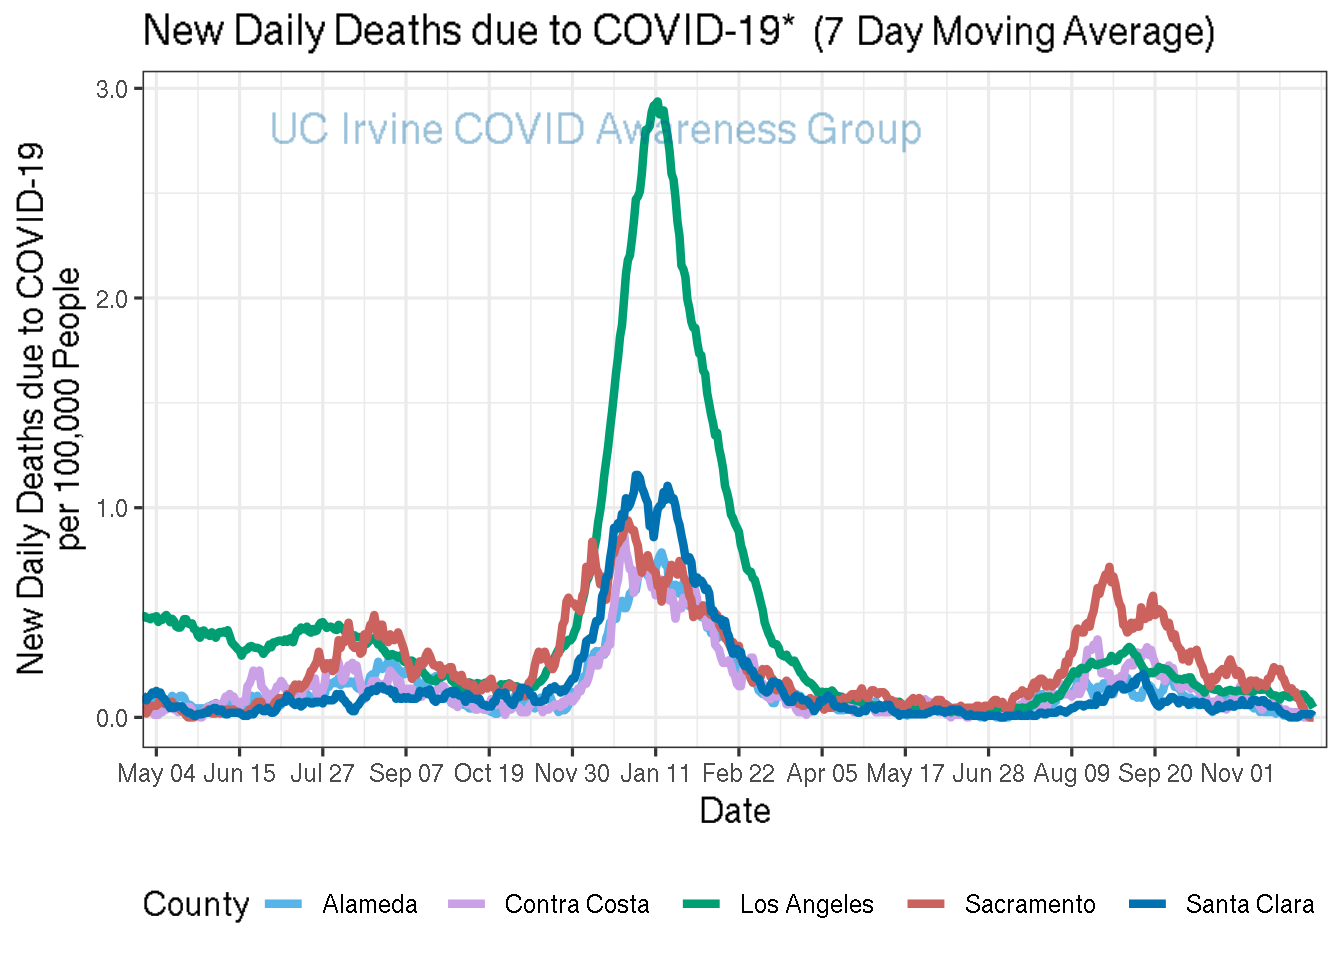 New Daily Deaths due to COVID-19* (7 Day Moving Average)
UC Irvine COVID Awareness Group
New Daily Deaths due to COVID-19
per 100,000 People
3.0
2.0
1.0
0.0
May 04 Jun 15 Jul 27 Sep 07 Oct 19 Nov 30 Jan 11 Feb 22 Apr 05 May 17 Jun 28 Aug 09 Sep 20 Nov 01
Date
County Alameda Contra Costa Los Angeles Sacramento Santa Clara